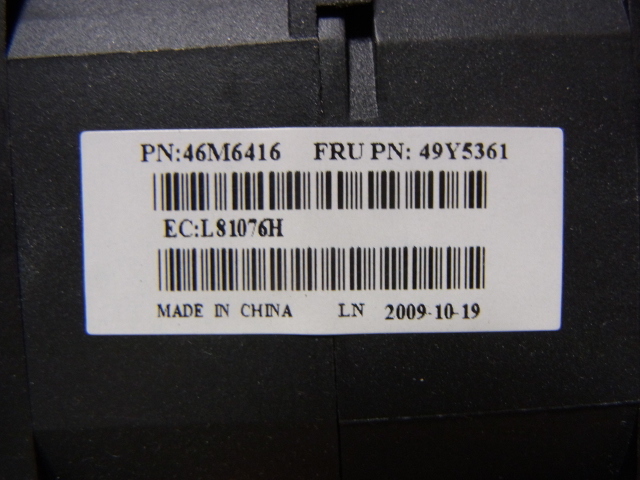 PN:46M6416 FRU PN: 49Y5361
EC:L81076H
MADE IN CHINA LN 2009-10-19